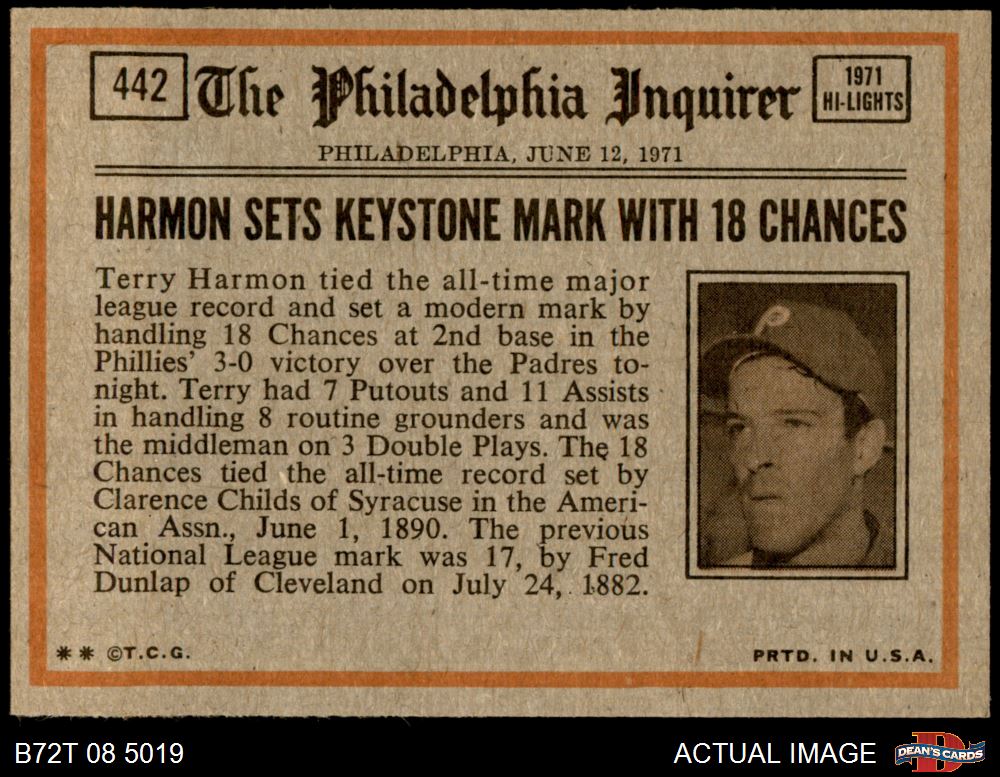 442
The Philadelphia Inquirer
1971
HI-LIGHTS
PHILADELPHIA, JUNE 12, 1971
HARMON SETS KEYSTONE MARK WITH 18 CHANCES
Terry Harmon tied the all-time major
league record and set a modern mark by
handling 18 Chances at 2nd base in the
Phillies' 3-0 victory over the Padres to-
night. Terry had 7 Putouts and 11 Assists
in handling 8 routine grounders and was
the middleman on 3 Double Plays. The 18
Chances tied the all-time record set by
Clarence Childs of Syracuse in the Ameri-
can Assn., June 1, 1890. The previous
National League mark was 17, by Fred
Dunlap of Cleveland on July 24, 1882.
P
** ©T.C.G.
PRTD. IN U.S.A.
B72T 08 5019
ACTUAL IMAGE
D
DEAN'S CARDS